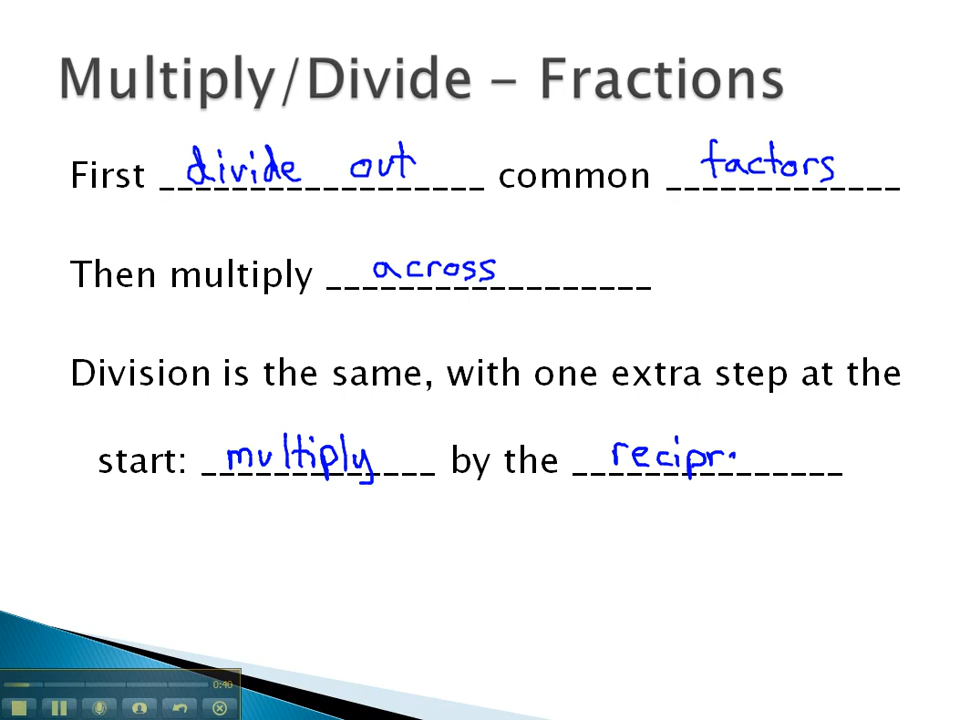 Multiply/Divide – Fractions
First divide out common factors
Then multiply across
Division is the same, with one extra step at the
start: multiply by the recipr
0:40